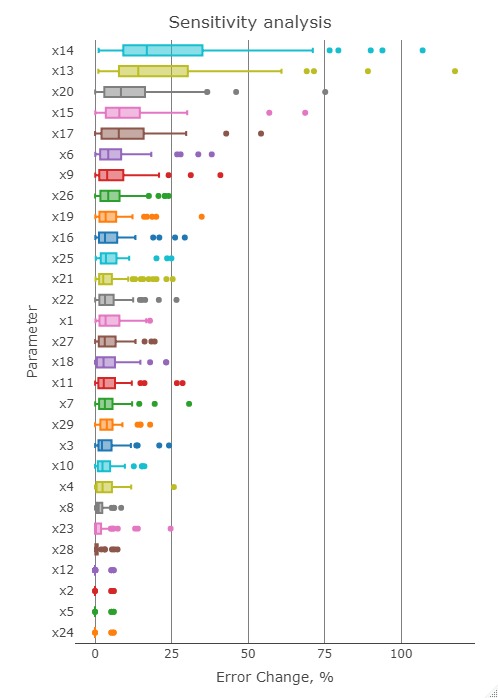 Sensitivity analysis
x14
x13
x20
x15
x17
x6
x9
x26
x19
x16
x25
x21
x22
x1
x27
x18
x11
x7
x29
x3
x10
x4
x8
x23
x28
x12
x2
x5
x24
Parameter
0 25 50 75 100
Error Change, %